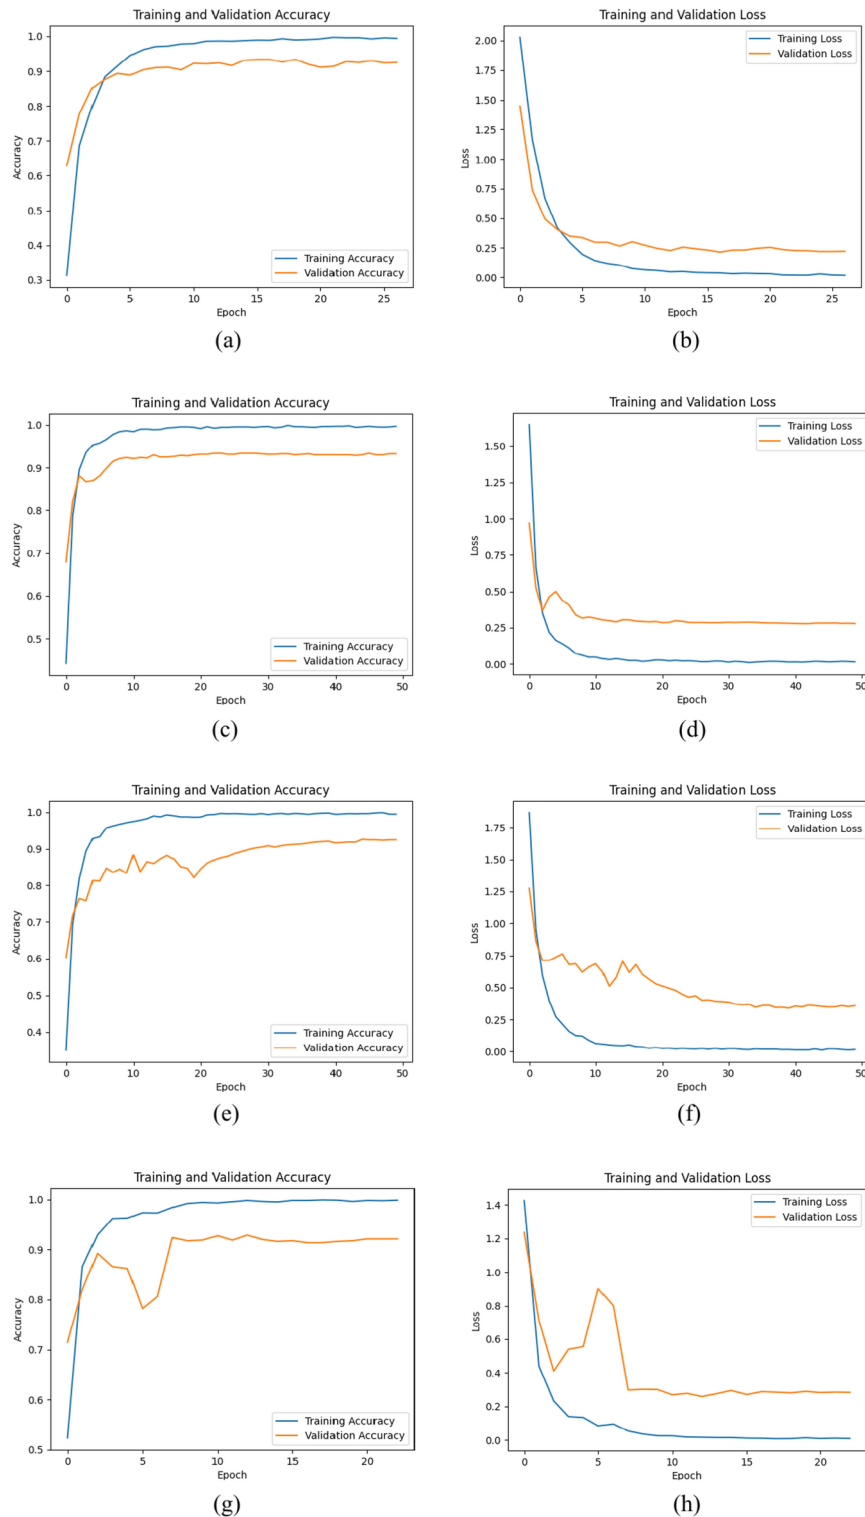 Training and Validation Accuracy
Accuracy
1.0
0.9
0.8
0.7
0.6
0.5
0.4
0.3
Training Accuracy
Validation Accuracy
0 5 10 15 20 25
Epoch
(a)
Training and Validation Loss
Loss
2.00
1.75
1.50
1.25
1.00
0.75
0.50
0.25
0.00
Training Loss
Validation Loss
0 5 10 15 20 25
Epoch
(b)
Training and Validation Accuracy
Accuracy
1.0
0.9
0.8
0.7
0.6
0.5
Training Accuracy
Validation Accuracy
0 10 20 30 40 50
Epoch
(c)
Training and Validation Loss
Loss
1.50
1.25
1.00
0.75
0.50
0.25
0.00
Training Loss
Validation Loss
0 10 20 30 40 50
Epoch
(d)
Training and Validation Accuracy
Accuracy
1.0
0.9
0.8
0.7
0.6
0.5
0.4
Training Accuracy
Validation Accuracy
0 10 20 30 40 50
Epoch
(e)
Training and Validation Loss
Loss
1.75
1.50
1.25
1.00
0.75
0.50
0.25
0.00
Training Loss
Validation Loss
0 10 20 30 40 50
Epoch
(f)
Training and Validation Accuracy
Accuracy
1.0
0.9
0.8
0.7
0.6
0.5
Training Accuracy
Validation Accuracy
0 5 10 15 20
Epoch
(g)
Training and Validation Loss
Loss
1.4
1.2
1.0
0.8
0.6
0.4
0.2
0.0
Training Loss
Validation Loss
0 5 10 15 20
Epoch
(h)